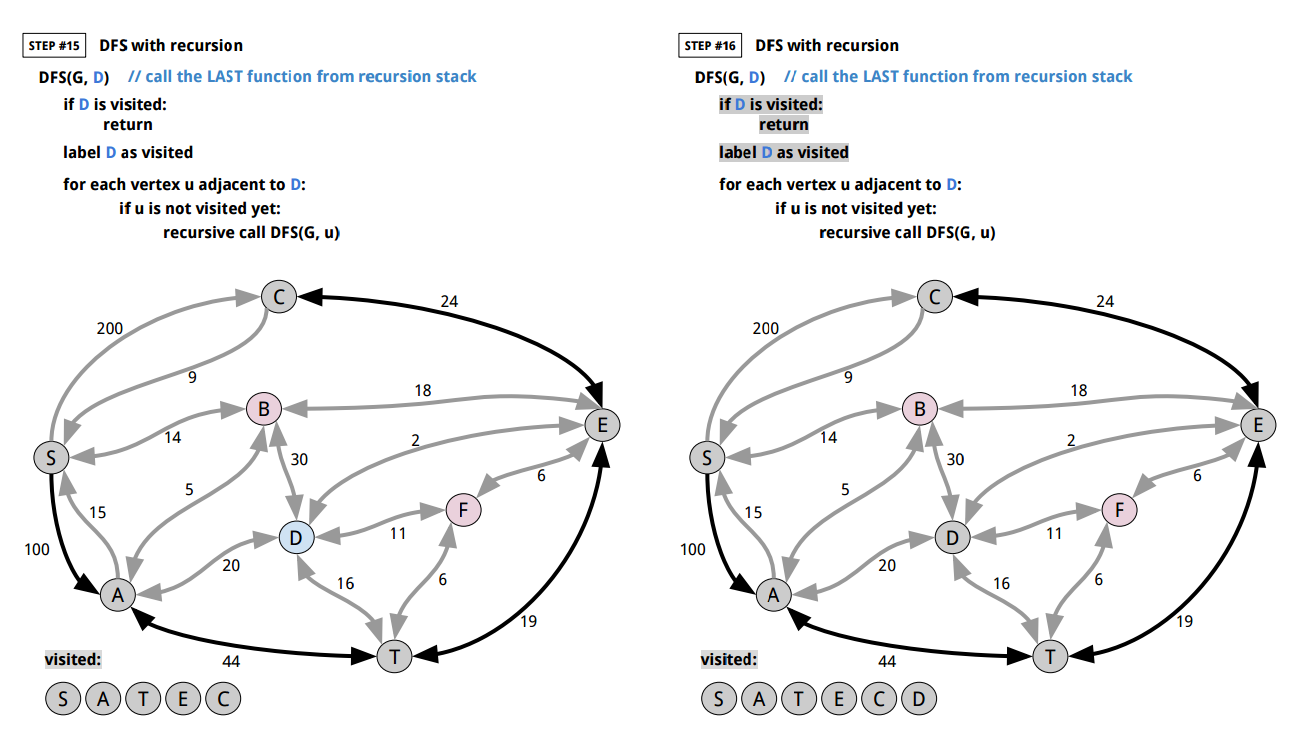 STEP #15 DFS with recursion
DFS(G, D) // call the LAST function from recursion stack
if D is visited:
return
label D as visited
for each vertex u adjacent to D:
if u is not visited yet:
recursive call DFS(G, u)
C
24
200
9
B
18
14
S
E
2
30
5
6
F
15
D
11
100
20
16
6
A
19
44
T
visited:
S A T E C
STEP #16 DFS with recursion
DFS(G, D) // call the LAST function from recursion stack
if D is visited:
return
label D as visited
for each vertex u adjacent to D:
if u is not visited yet:
recursive call DFS(G, u)
C
24
200
9
B
18
14
S
E
2
30
5
6
F
15
D
11
100
20
16
6
A
19
44
T
visited:
S A T E C D